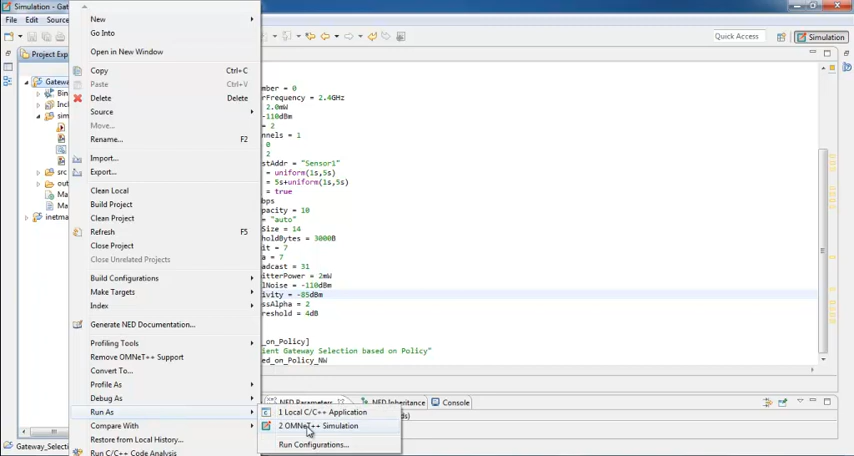 Simulation - Gatew
File Edit Source
Quick Access
Simulation
Project Exp
New
Go Into
Open in New Window
Copy Ctrl+C
Paste Ctrl+V
Delete Delete
Source
Move...
Rename... F2
Import...
Export...
Clean Local
Build Project
Clean Project
Refresh F5
Close Project
Close Unrelated Projects
Build Configurations
Make Targets
Index
Generate NED Documentation...
Profiling Tools
Remove OMNeT++ Support
Convert To...
Profile As
Debug As
Run As
Compare With
Restore from Local History...
Run C/C++ Code Analysis
1 Local C/C++ Application
2 OMNeT++ Simulation
Run Configurations...
Gateway
Bin
Inc
sim
src
out
Ma
Ma
inetma
Gateway_Selection
mber = 0
rFrequency = 2.4GHz
2.0mW
-110dBm
= 2
nnels = 1
0
2
stAddr = "Sensor1"
= uniform(1s,5s)
= 5s+uniform(1s,5s)
= true
bps
pacity = 10
= "auto"
Size = 14
holdBytes = 3000B
it = 7
a = 7
adcast = 31
itterPower = 2mW
lNoise = -110dBm
ivity = -85dBm
ssAlpha = 2
reshold = 4dB
_on_Policy]
ient Gateway Selection based on Policy"
ed_on_Policy_NW
NED Parameters
NED Inheritance
Console